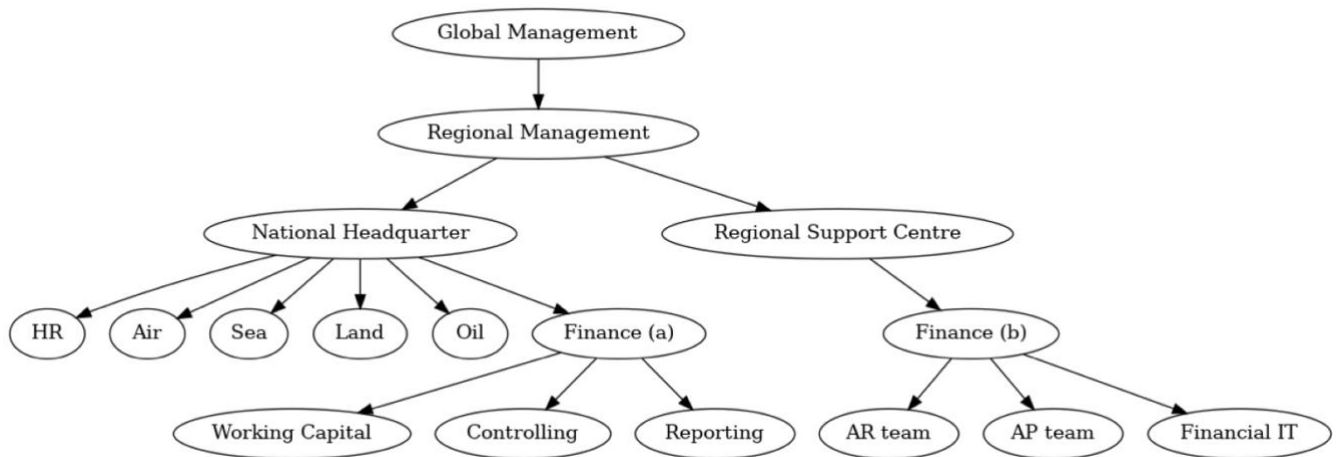 Global Management
Regional Management
National Headquarter
Regional Support Centre
HR
Air
Sea
Land
Oil
Finance (a)
Finance (b)
Working Capital
Controlling
Reporting
AR team
AP team
Financial IT